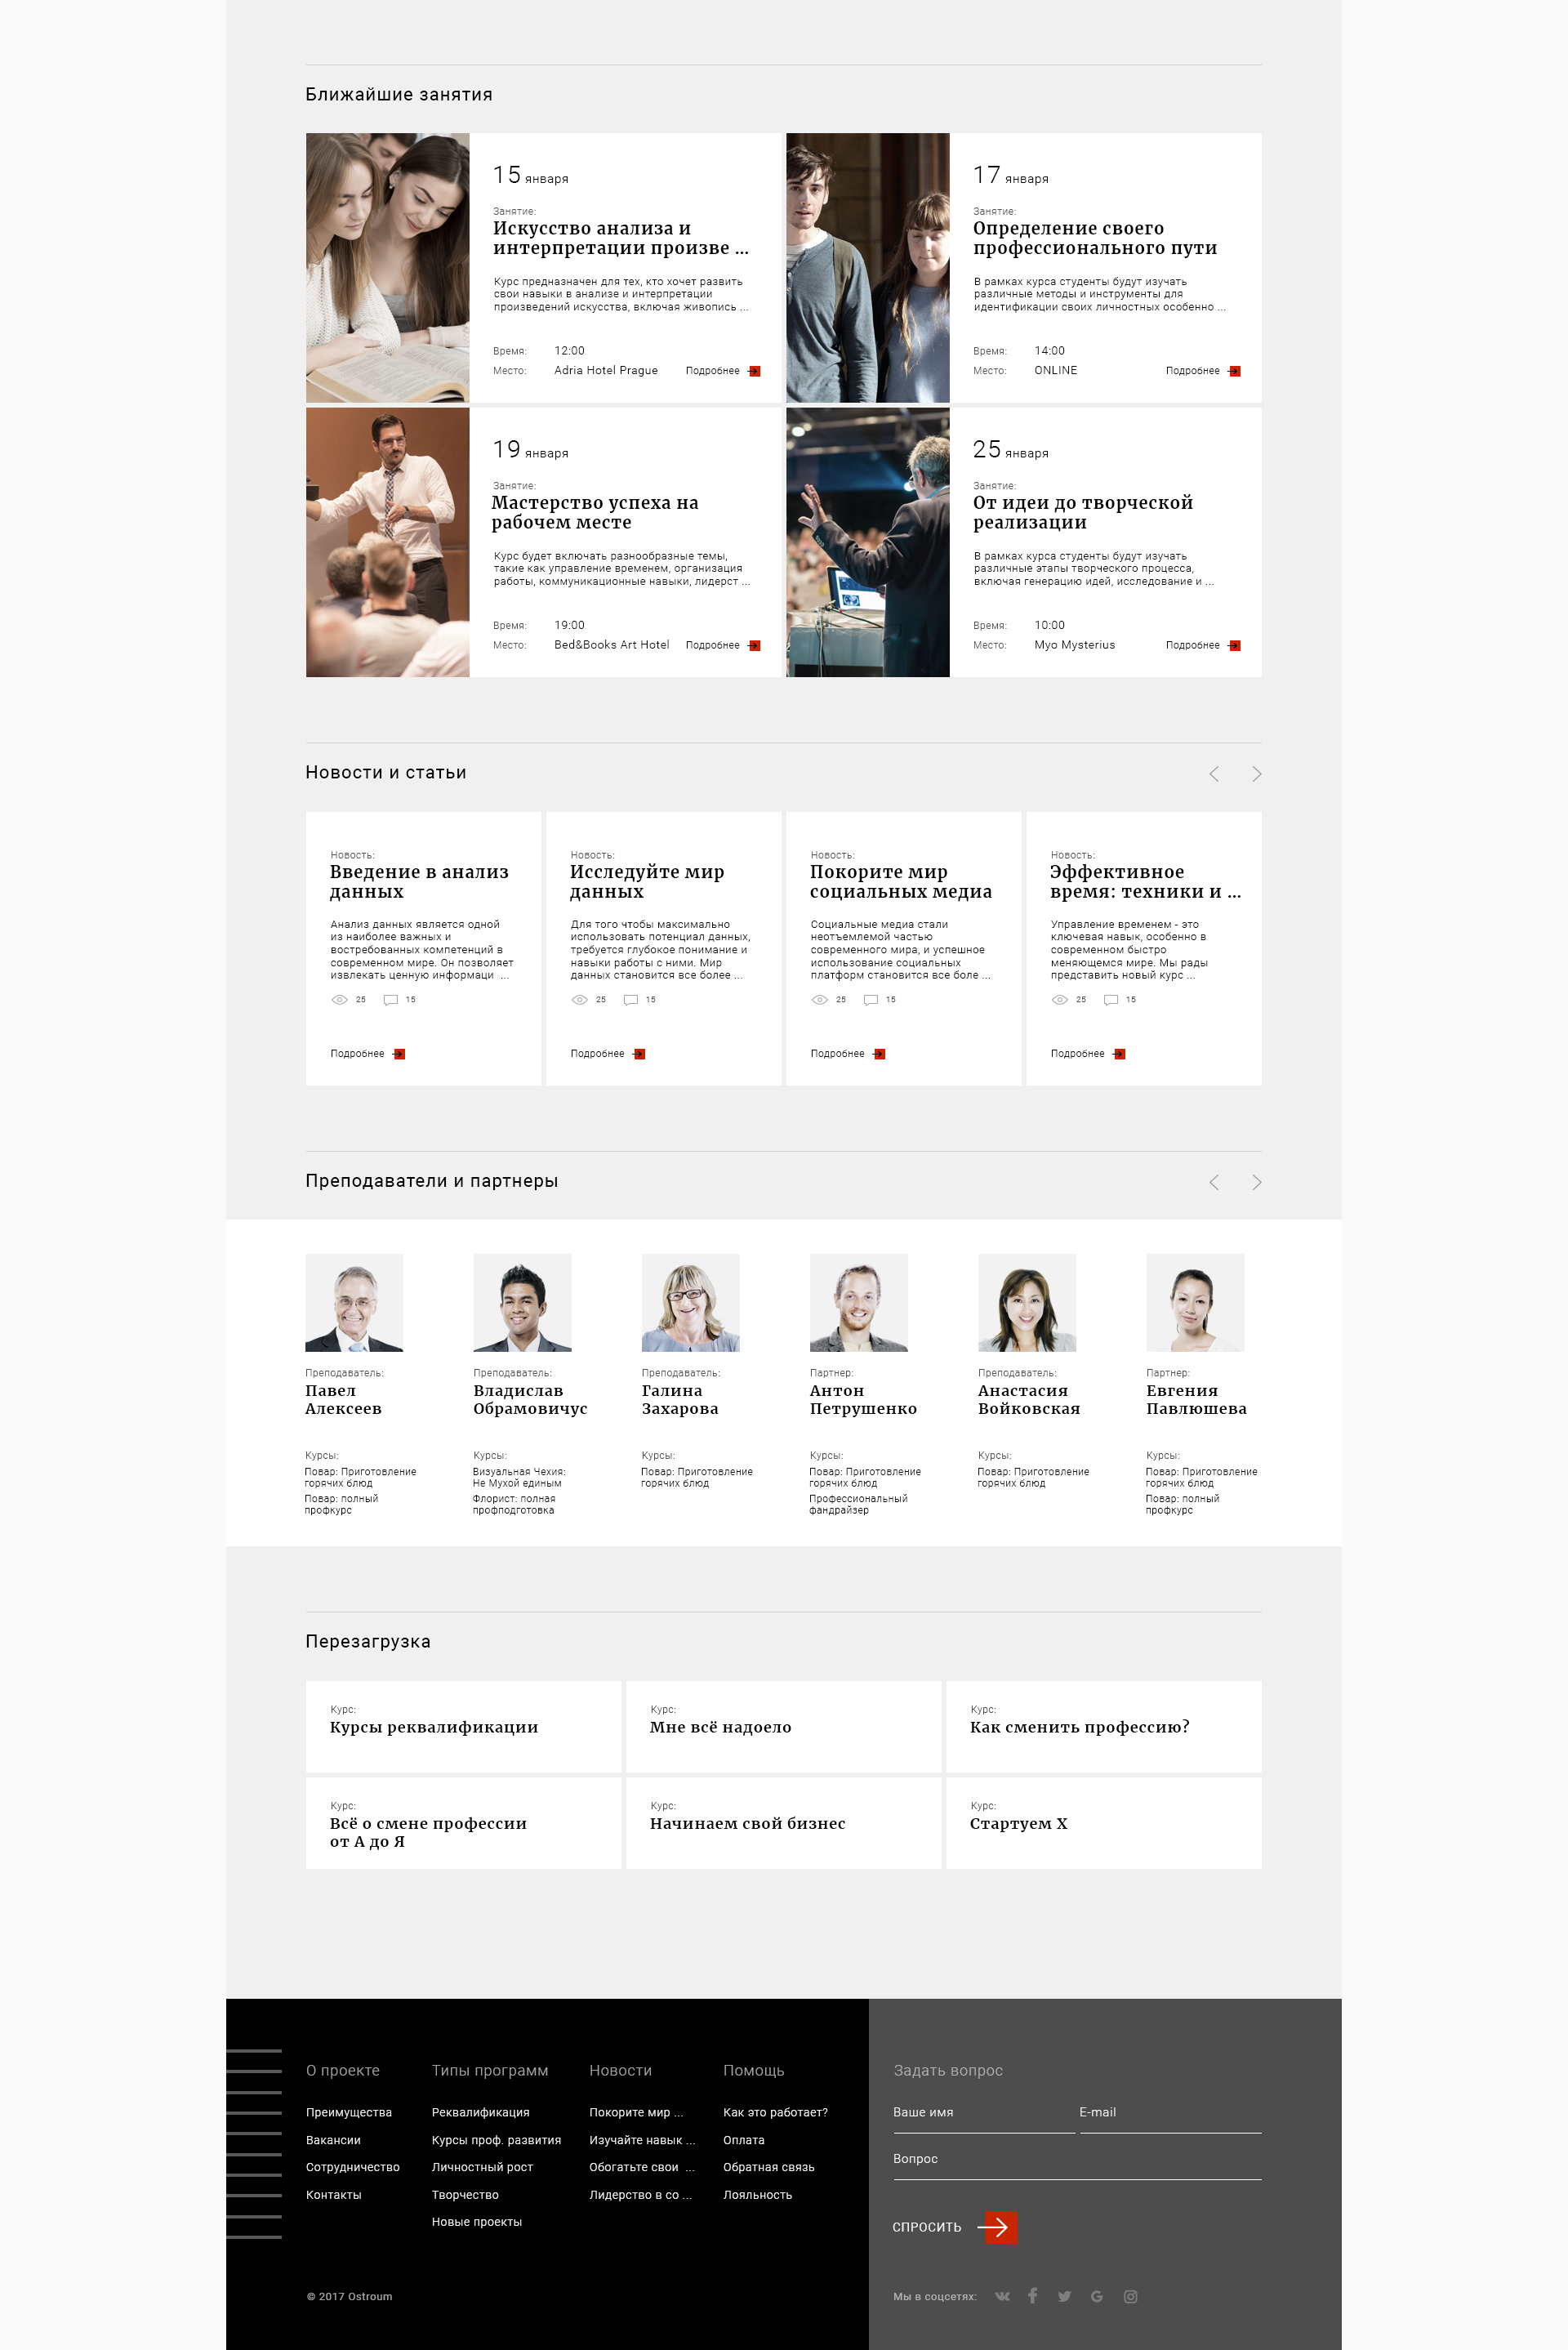 Ближайшие занятия
15 января
Занятие:
Искусство анализа и
интерпретации произве ...
Курс предназначен для тех, кто хочет развить
свои навыки в анализе и интерпретации
произведений искусства, включая живопись ...
Время: 12:00
Место: Adria Hotel Prague Подробнее
17 января
Занятие:
Определение своего
профессионального пути
В рамках курса студенты будут изучать
различные методы и инструменты для
идентификации своих личностных особенно ...
Время: 14:00
Место: ONLINE Подробнее
19 января
Занятие:
Мастерство успеха на
рабочем месте
Курс будет включать разнообразные темы,
такие как управление временем, организация
работы, коммуникационные навыки, лидерст ...
Время: 19:00
Место: Bed&Books Art Hotel Подробнее
25 января
Занятие:
От идеи до творческой
реализации
В рамках курса студенты будут изучать
различные этапы творческого процесса,
включая генерацию идей, исследование и ...
Время: 10:00
Место: Myo Mysterius Подробнее
Новости и статьи
Новость:
Введение в анализ
данных
Анализ данных является одной
из наиболее важных и
востребованных компетенций в
современном мире. Он позволяет
извлекать ценную информаци ...
25 15
Подробнее
Новость:
Исследуйте мир
данных
Для того чтобы максимально
использовать потенциал данных,
требуется глубокое понимание и
навыки работы с ними. Мир
данных становится все более ...
25 15
Подробнее
Новость:
Покорите мир
социальных медиа
Социальные медиа стали
неотъемлемой частью
современного мира, и успешное
использование социальных
платформ становится все боле ...
25 15
Подробнее
Новость:
Эффективное
время: техники и ...
Управление временем - это
ключевая навык, особенно в
современном быстро
меняющемся мире. Мы рады
представить новый курс ...
25 15
Подробнее
Преподаватели и партнеры
Преподаватель:
Павел
Алексеев
Курсы:
Повар: Приготовление
горячих блюд
Повар: полный
профкурс
Преподаватель:
Владислав
Обрамовичус
Курсы:
Визуальная Чехия:
Не Мухой единым
Флорист: полная
профподготовка
Преподаватель:
Галина
Захарова
Курсы:
Повар: Приготовление
горячих блюд
Партнер:
Антон
Петрушенко
Курсы:
Повар: Приготовление
горячих блюд
Профессиональный
фандрайзер
Преподаватель:
Анастасия
Войковская
Курсы:
Повар: Приготовление
горячих блюд
Партнер:
Евгения
Павлюшева
Курсы:
Повар: Приготовление
горячих блюд
Повар: полный
профкурс
Перезагрузка
Курс:
Курсы реквалификации
Курс:
Мне всё надоело
Курс:
Как сменить профессию?
Курс:
Всё о смене профессии
от А до Я
Курс:
Начинаем свой бизнес
Курс:
Стартуем X
О проекте
Преимущества
Вакансии
Сотрудничество
Контакты
Типы программ
Реквалификация
Курсы проф. развития
Личностный рост
Творчество
Новые проекты
Новости
Покорите мир ...
Изучайте навык ...
Обогатьте свои ...
Лидерство в со ...
Помощь
Как это работает?
Оплата
Обратная связь
Лояльность
© 2017 Ostroum
Задать вопрос
Ваше имя E-mail
Вопрос
СПРОСИТЬ
Мы в соцсетях: